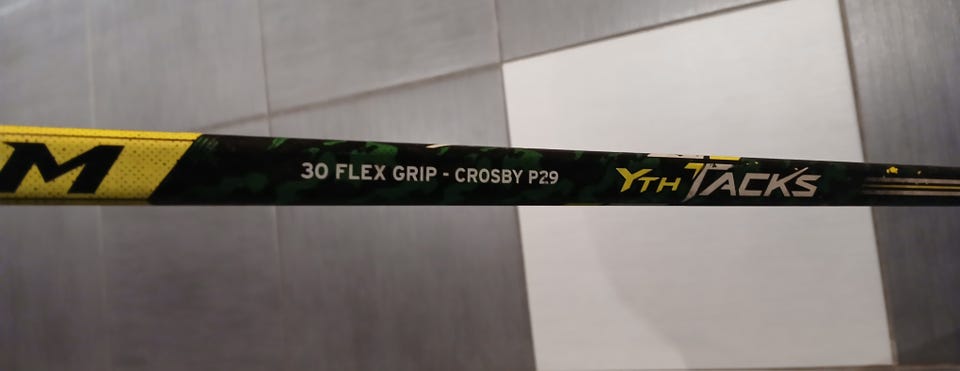 M
30 FLEX GRIP - CROSBY P29
YTH TACKS